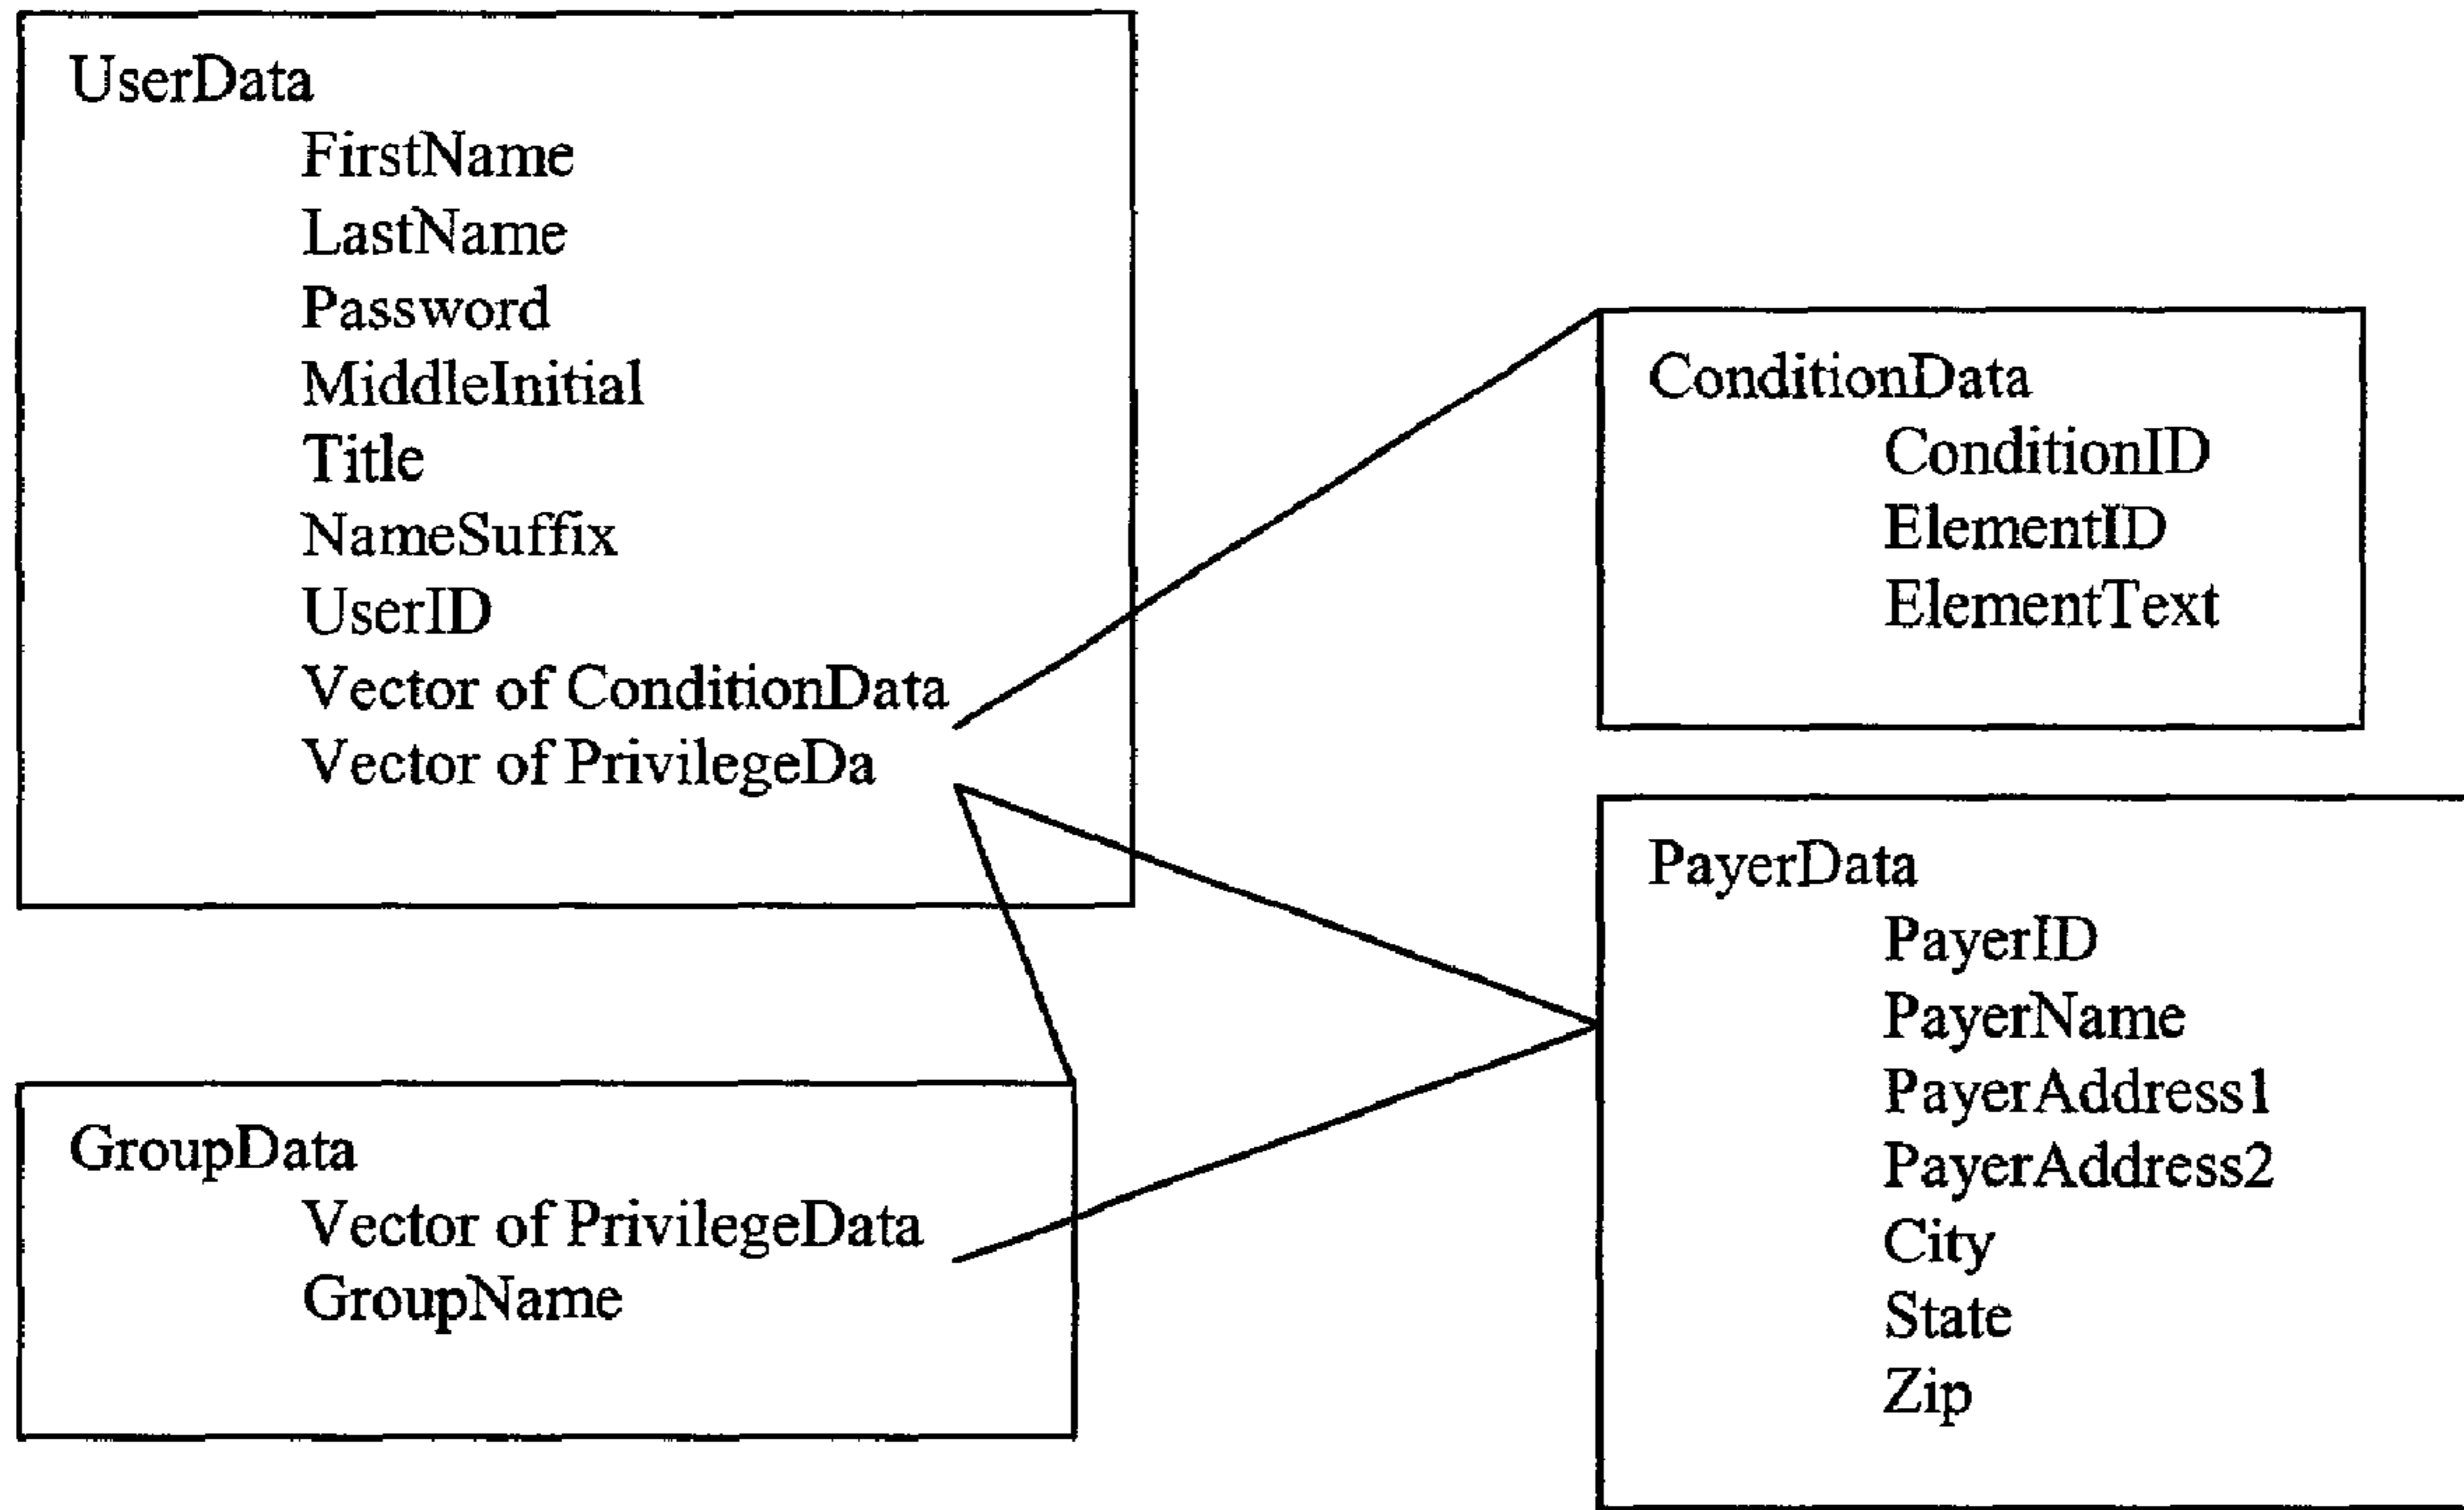 UserData
FirstName
LastName
Password
MiddleInitial
Title
NameSuffix
UserID
Vector of ConditionData
Vector of PrivilegeDa
ConditionData
ConditionID
ElementID
ElementText
GroupData
Vector of PrivilegeData
GroupName
PayerData
PayerID
PayerName
PayerAddress1
PayerAddress2
City
State
Zip